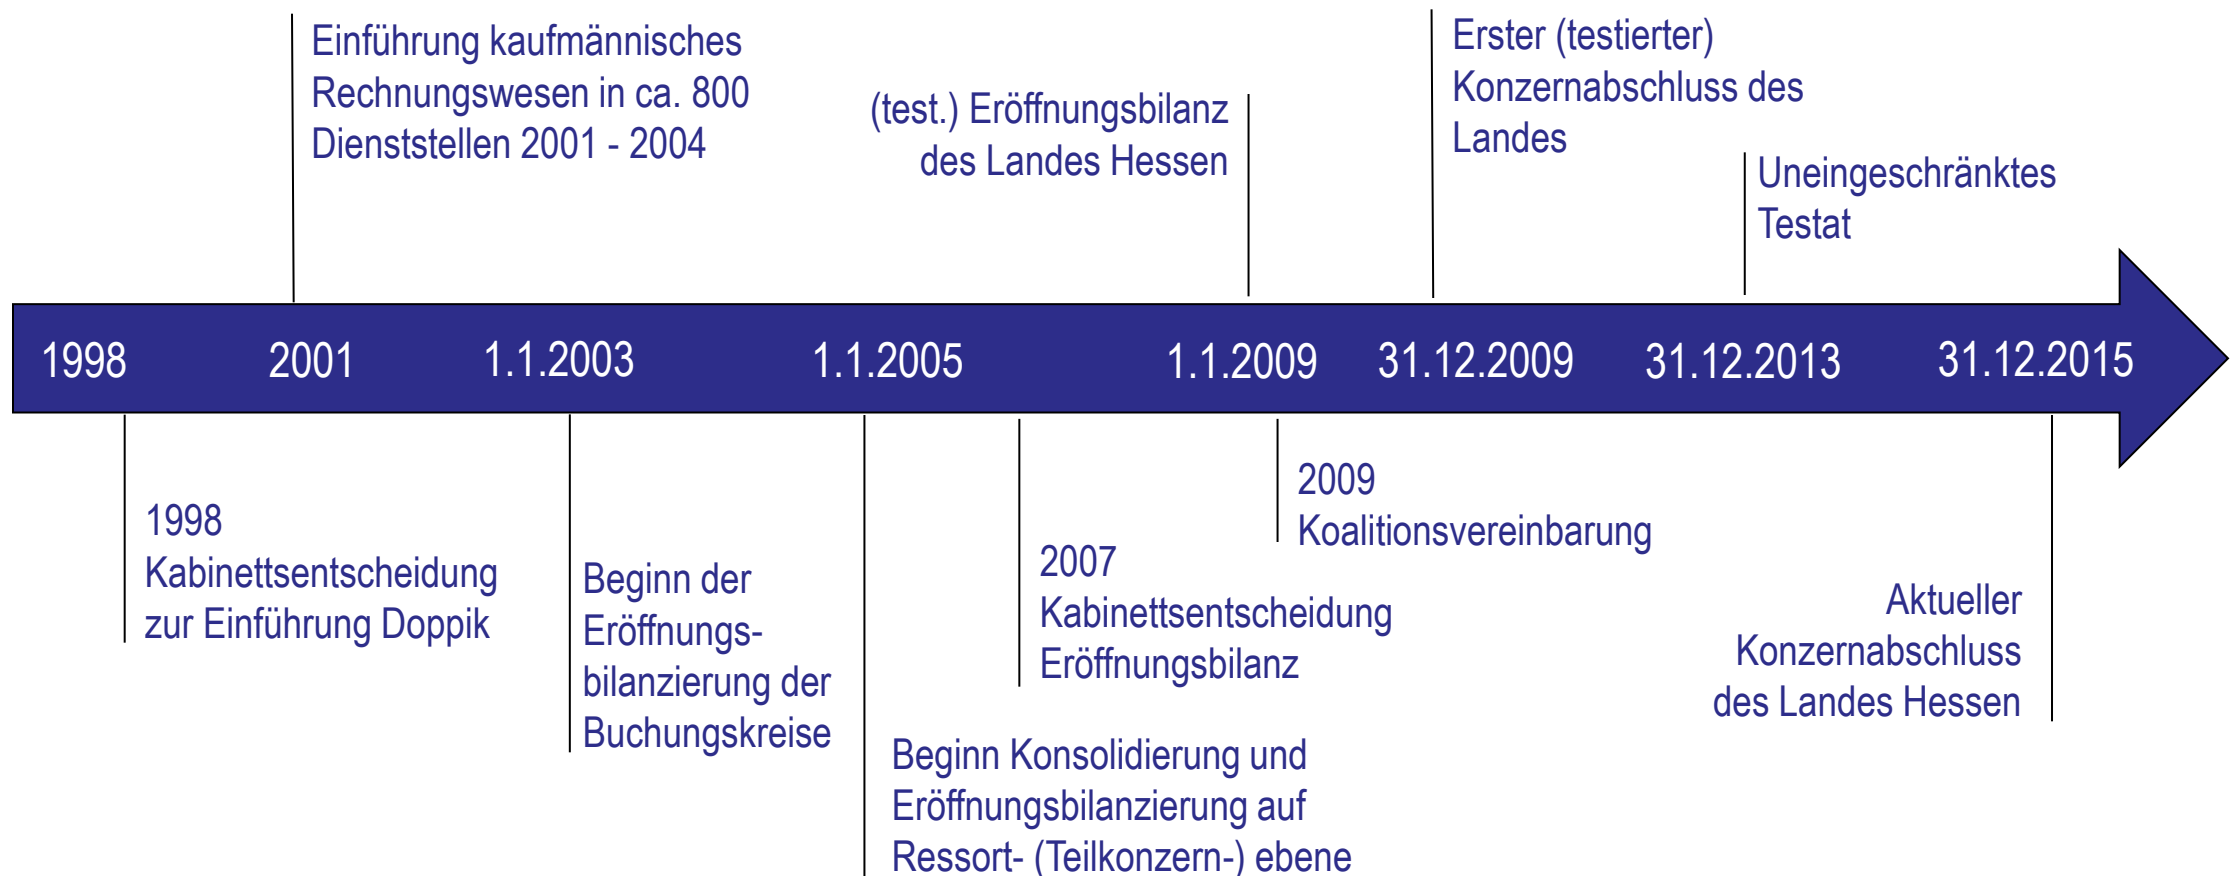 Einführung kaufmännisches
Rechnungswesen in ca. 800
Dienststellen 2001 - 2004
(test.) Eröffnungsbilanz
des Landes Hessen
Erster (testierter)
Konzernabschluss des
Landes
Uneingeschränktes
Testat
1998 2001 1.1.2003 1.1.2005 1.1.2009 31.12.2009 31.12.2013 31.12.2015
1998
Kabinettsentscheidung
zur Einführung Doppik
Beginn der
Eröffnungs-
bilanzierung der
Buchungskreise
Beginn Konsolidierung und
Eröffnungsbilanzierung auf
Ressort- (Teilkonzern-) ebene
2007
Kabinettsentscheidung
Eröffnungsbilanz
2009
Koalitionsvereinbarung
Aktueller
Konzernabschluss
des Landes Hessen